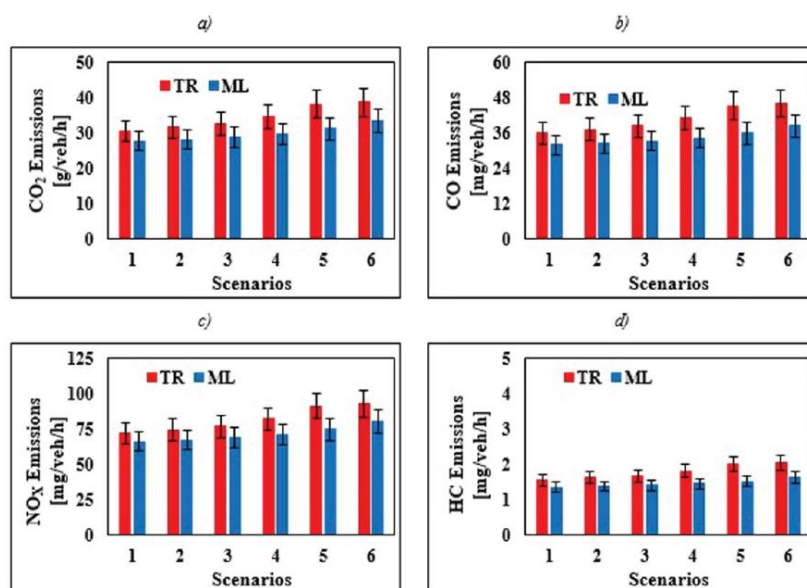 a)
CO2 Emissions
[g/veh/h]
50
40
30
20
10
0
TR ML
1 2 3 4 5 6
Scenarios
b)
CO Emissions
[mg/veh/h]
60
48
36
24
12
0
TR ML
1 2 3 4 5 6
Scenarios
c)
NOX Emissions
[mg/veh/h]
125
100
75
50
25
0
TR ML
1 2 3 4 5 6
Scenarios
d)
HC Emissions
[mg/veh/h]
5
4
3
2
1
0
TR ML
1 2 3 4 5 6
Scenarios